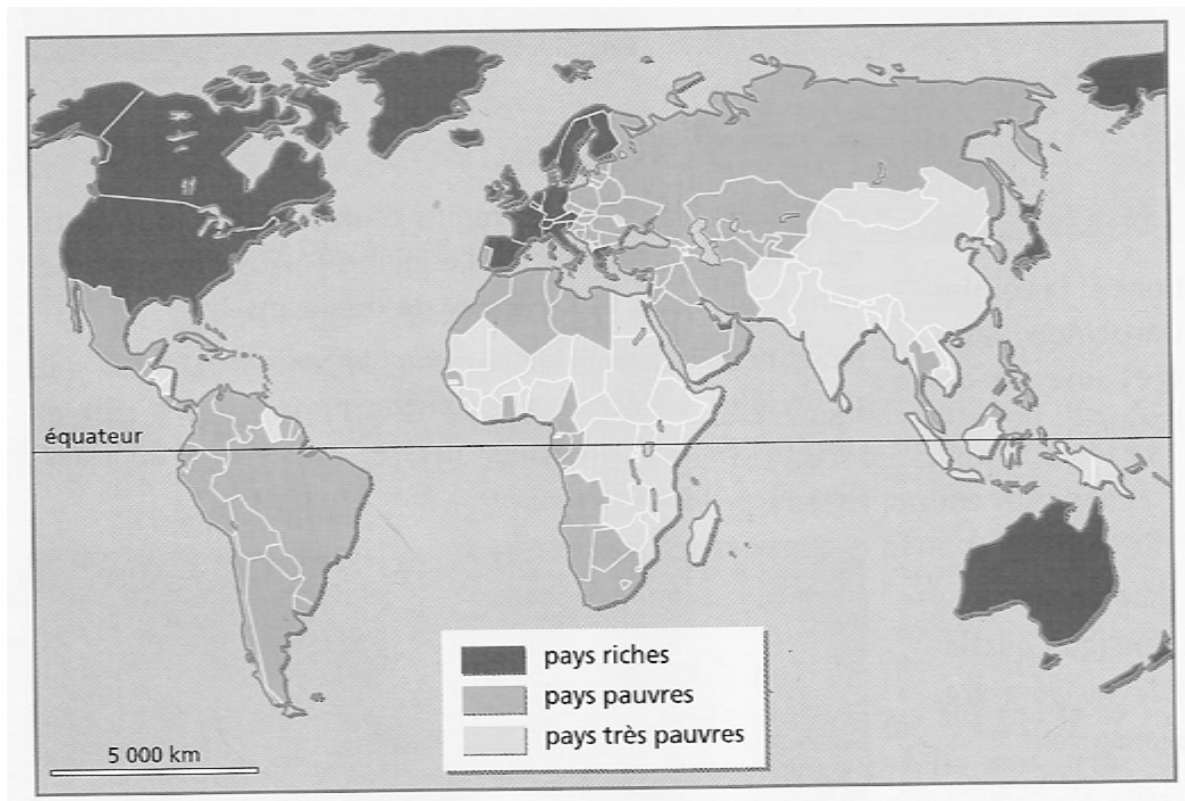 équateur
pays riches
pays pauvres
pays très pauvres
5 000 km